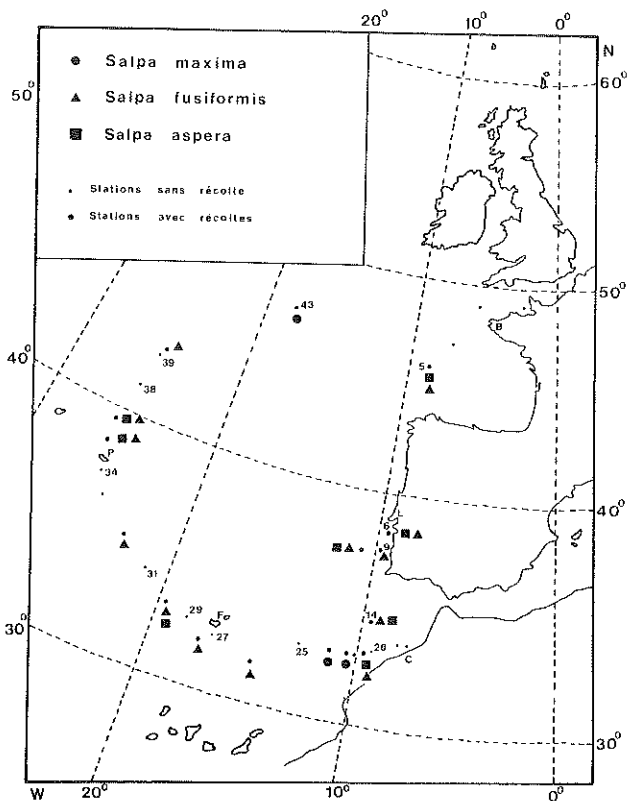 20° 10° 0°
N
Salpa maxima
Salpa fusiformis
Salpa aspera
Stations sans récolte
Stations avec récoltes
50°
60°
50°
43
B
40°
39
5
38
P
34
40°
L
6
9
31
29
F
27
14
30°
25
26
C
30°
W 20° 10° 0°